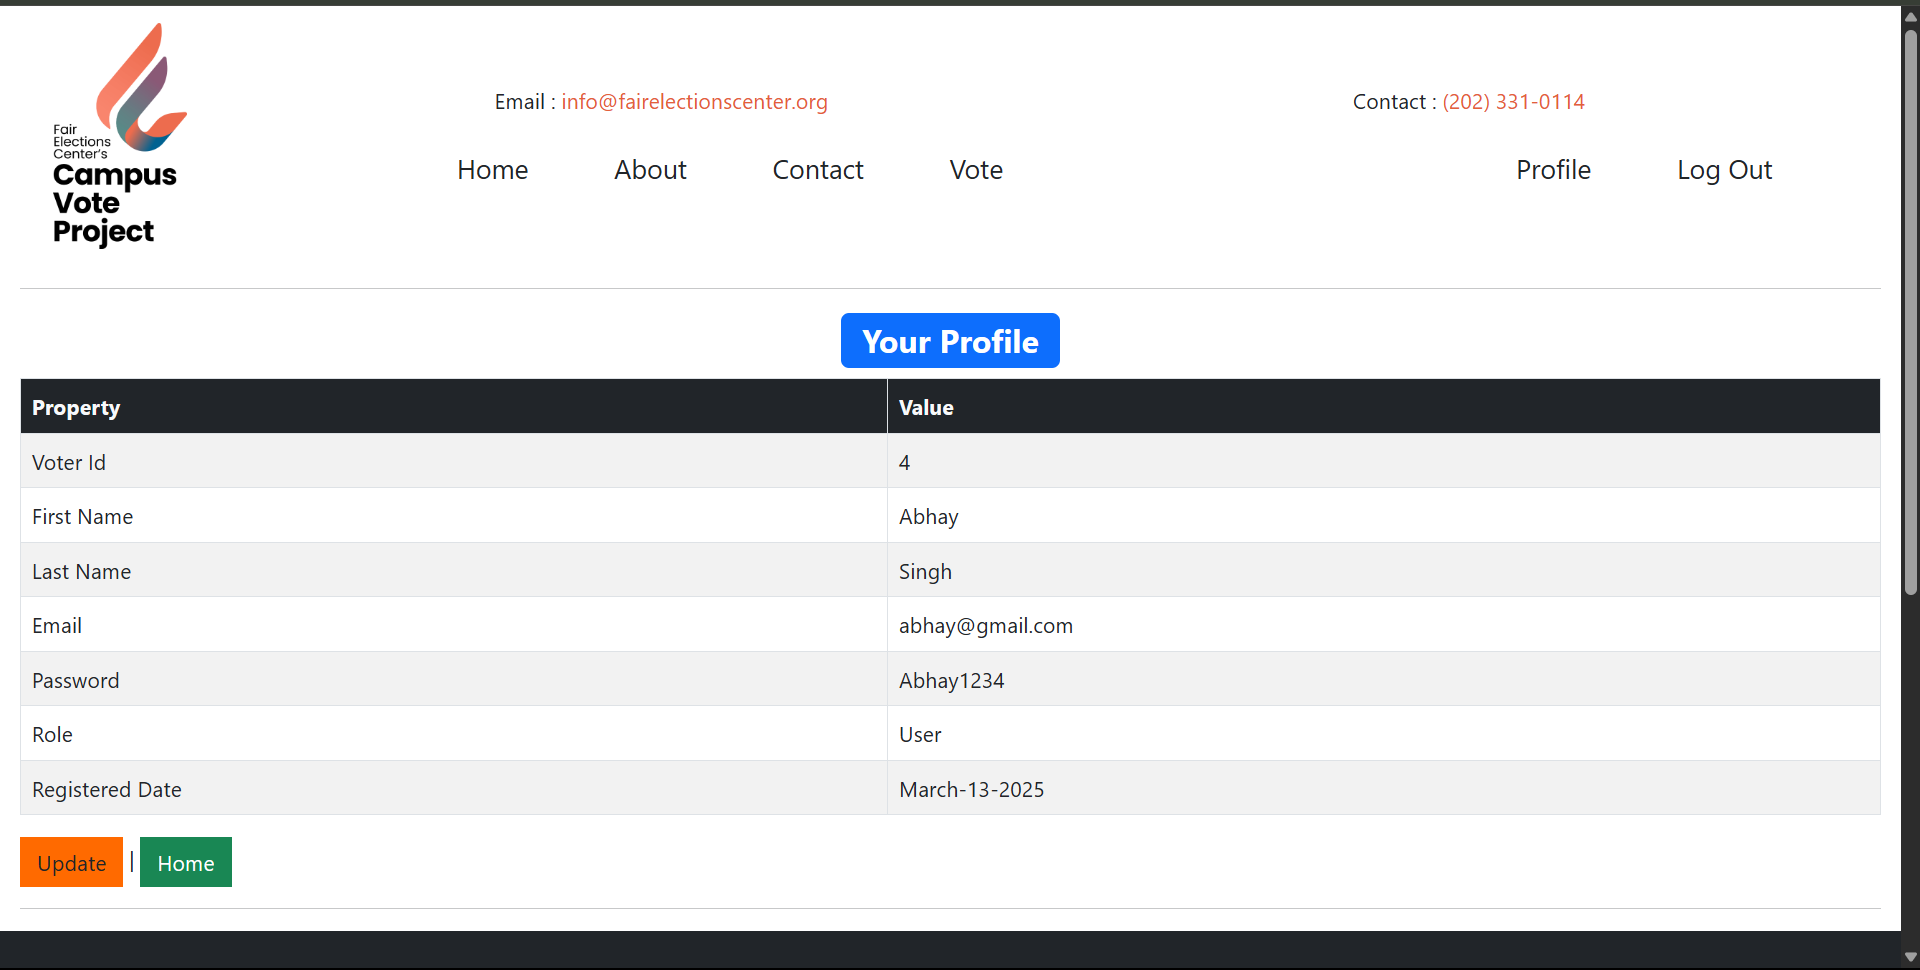 Fair
Elections
Center's
Campus
Vote
Project
Email : info@fairelectionscenter.org
Contact : (202) 331-0114
Home About Contact Vote Profile Log Out
Your Profile
Property Value
Voter Id 4
First Name Abhay
Last Name Singh
Email abhay@gmail.com
Password Abhay1234
Role User
Registered Date March-13-2025
Update | Home